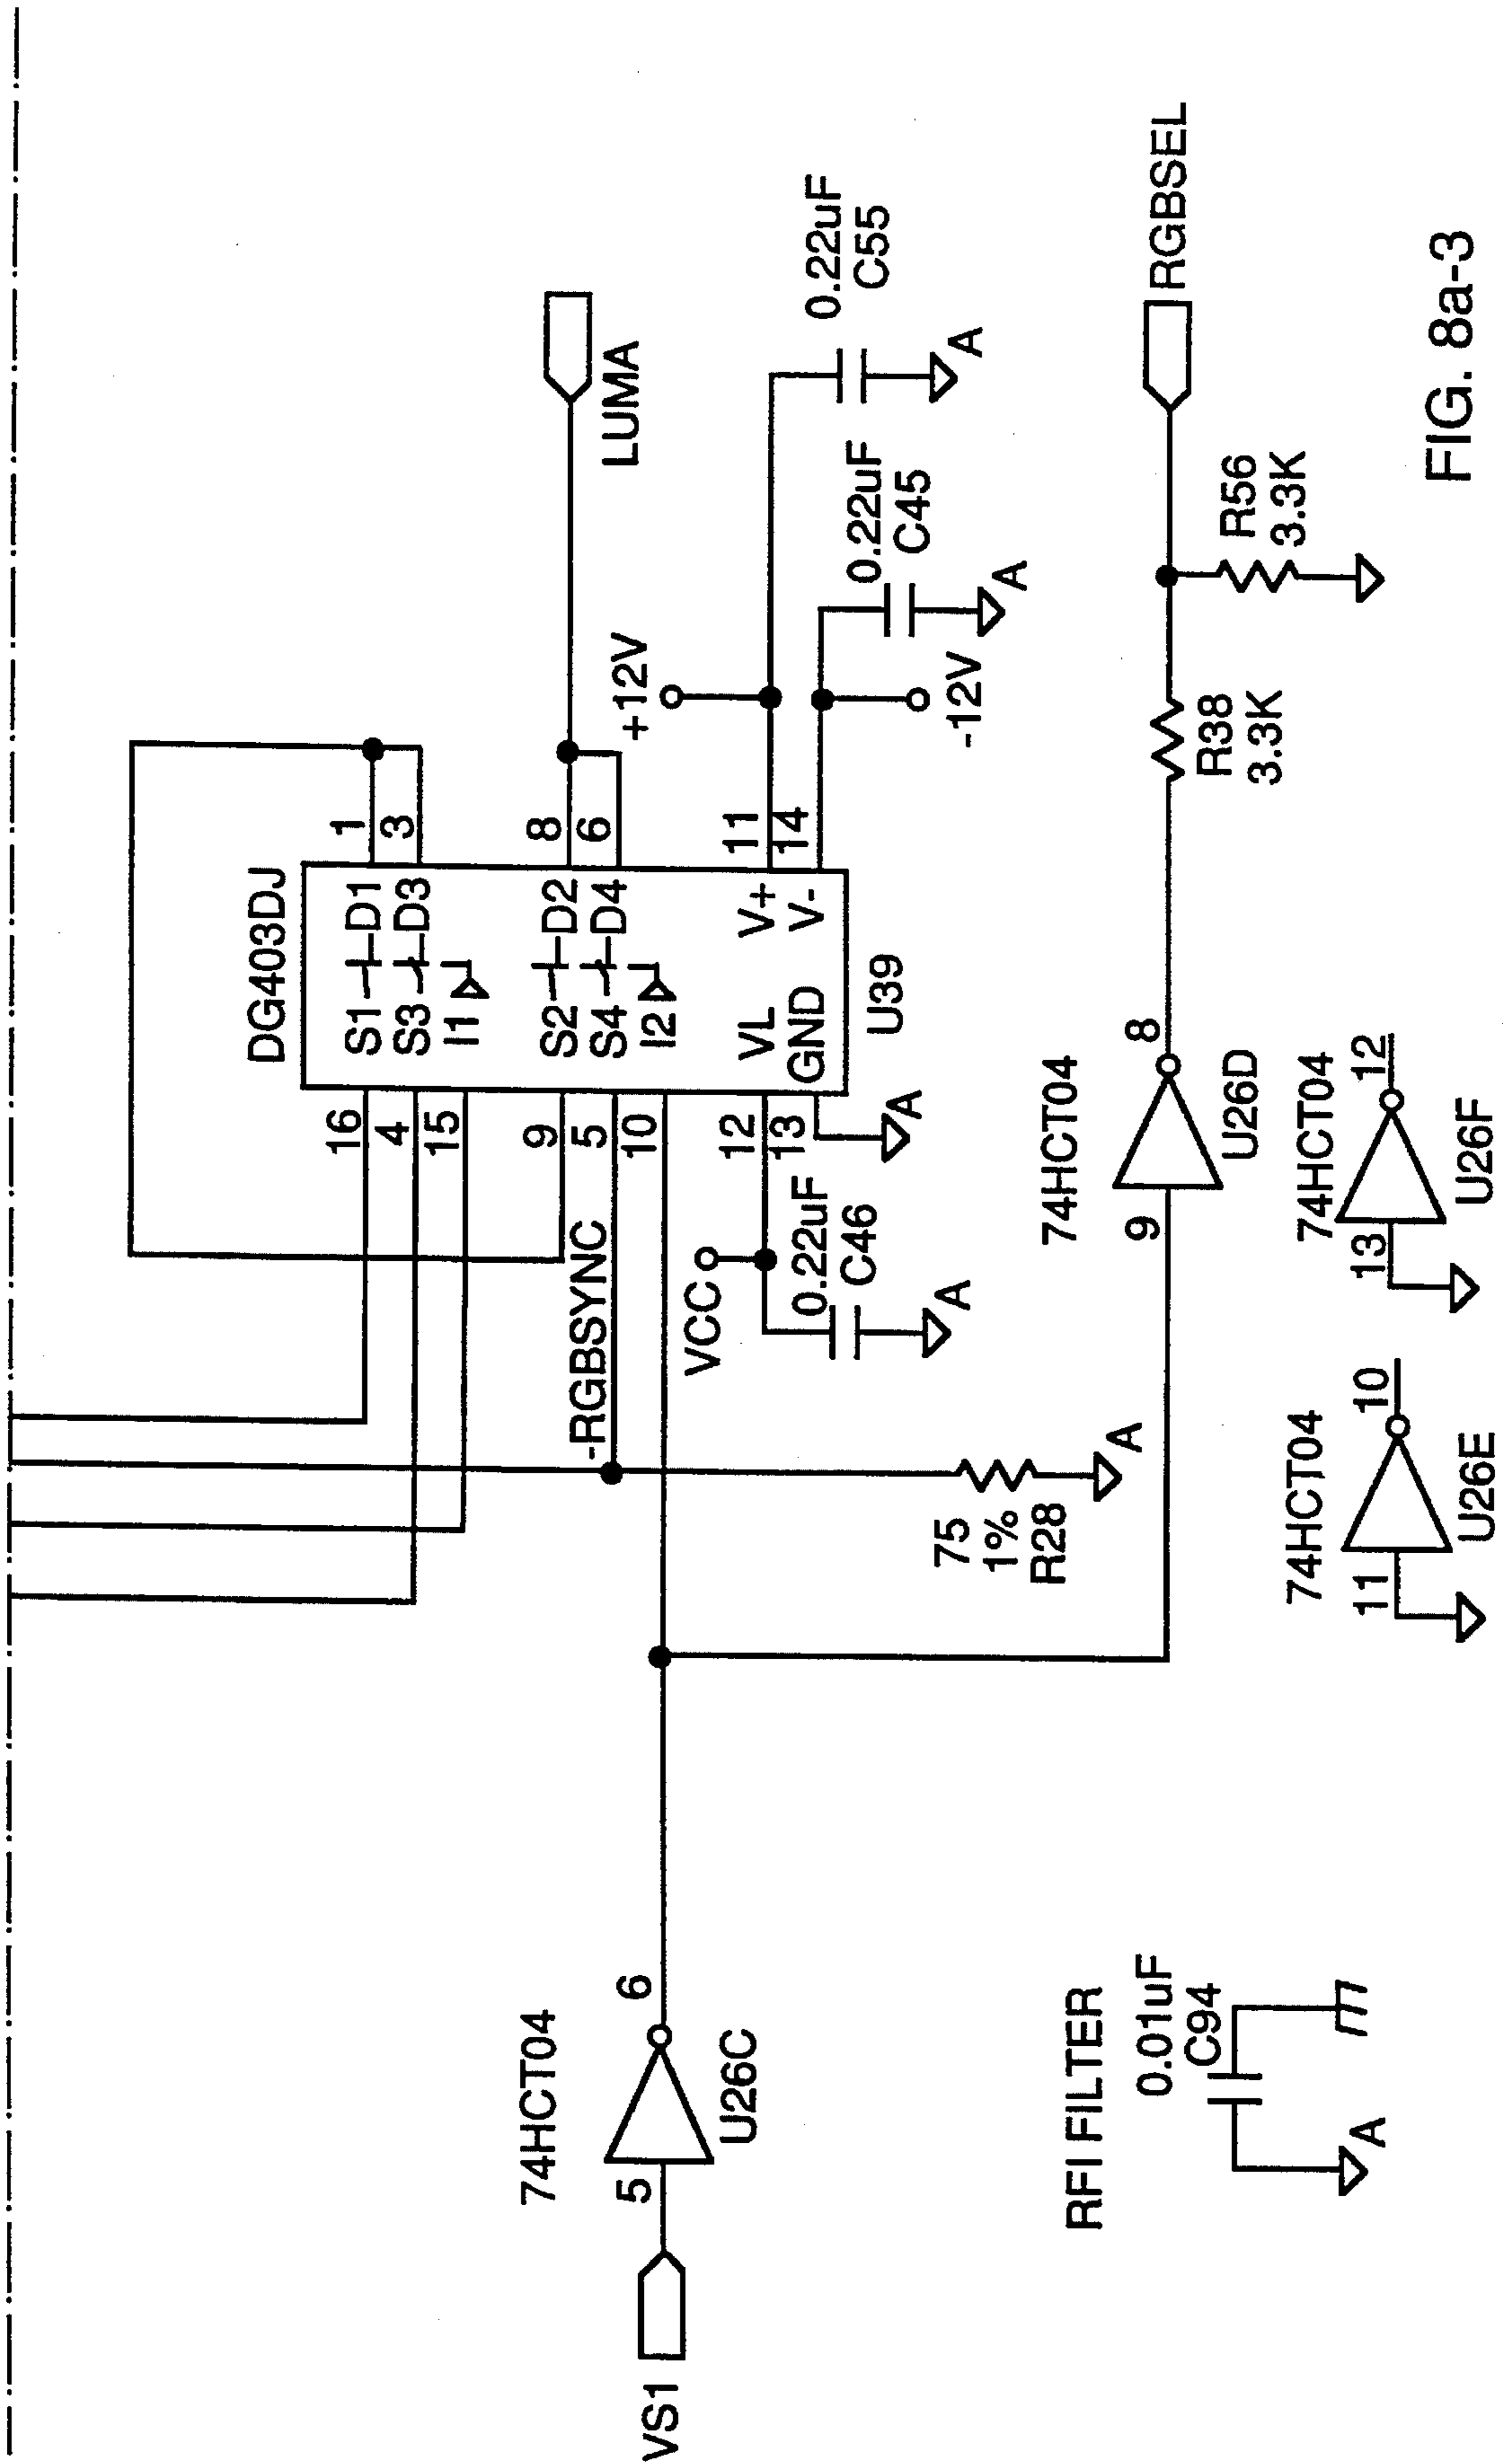 DG403DJ
16
S1
D1
1
4
S3
D3
3
15
I1
9
S2
D2
8
-RGBSYNC
5
S4
D4
6
10
I2
LUMA
74HCT04
VS1
5
6
U26C
VCC
12
VL
V+
11
13
GND
V-
14
U39
+12V
-12V
0.22uF
C46
A
A
0.22uF
C45
A
0.22uF
C55
A
75
1%
R28
A
74HCT04
9
8
U26D
R38
3.3K
R56
3.3K
RGBSEL
RFI FILTER
0.01uF
C94
A
74HCT04
11
10
U26E
74HCT04
13
12
U26F
FIG. 8a-3